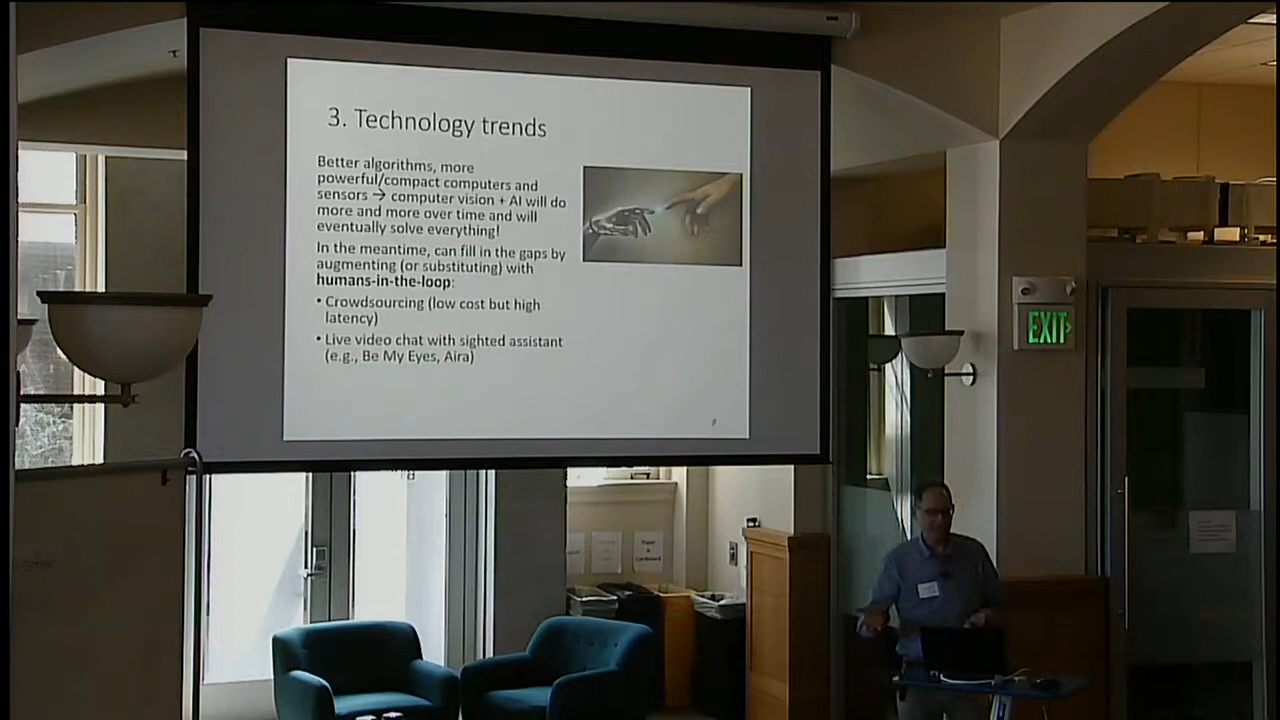 3. Technology trends
Better algorithms, more
powerful/compact computers and
sensors → computer vision + AI will do
more and more over time and will
eventually solve everything!
In the meantime, can fill in the gaps by
augmenting (or substituting) with
humans-in-the-loop:
• Crowdsourcing (low cost but high
latency)
• Live video chat with sighted assistant
(e.g., Be My Eyes, Aira)
EXIT
Paper
&
Cardboard